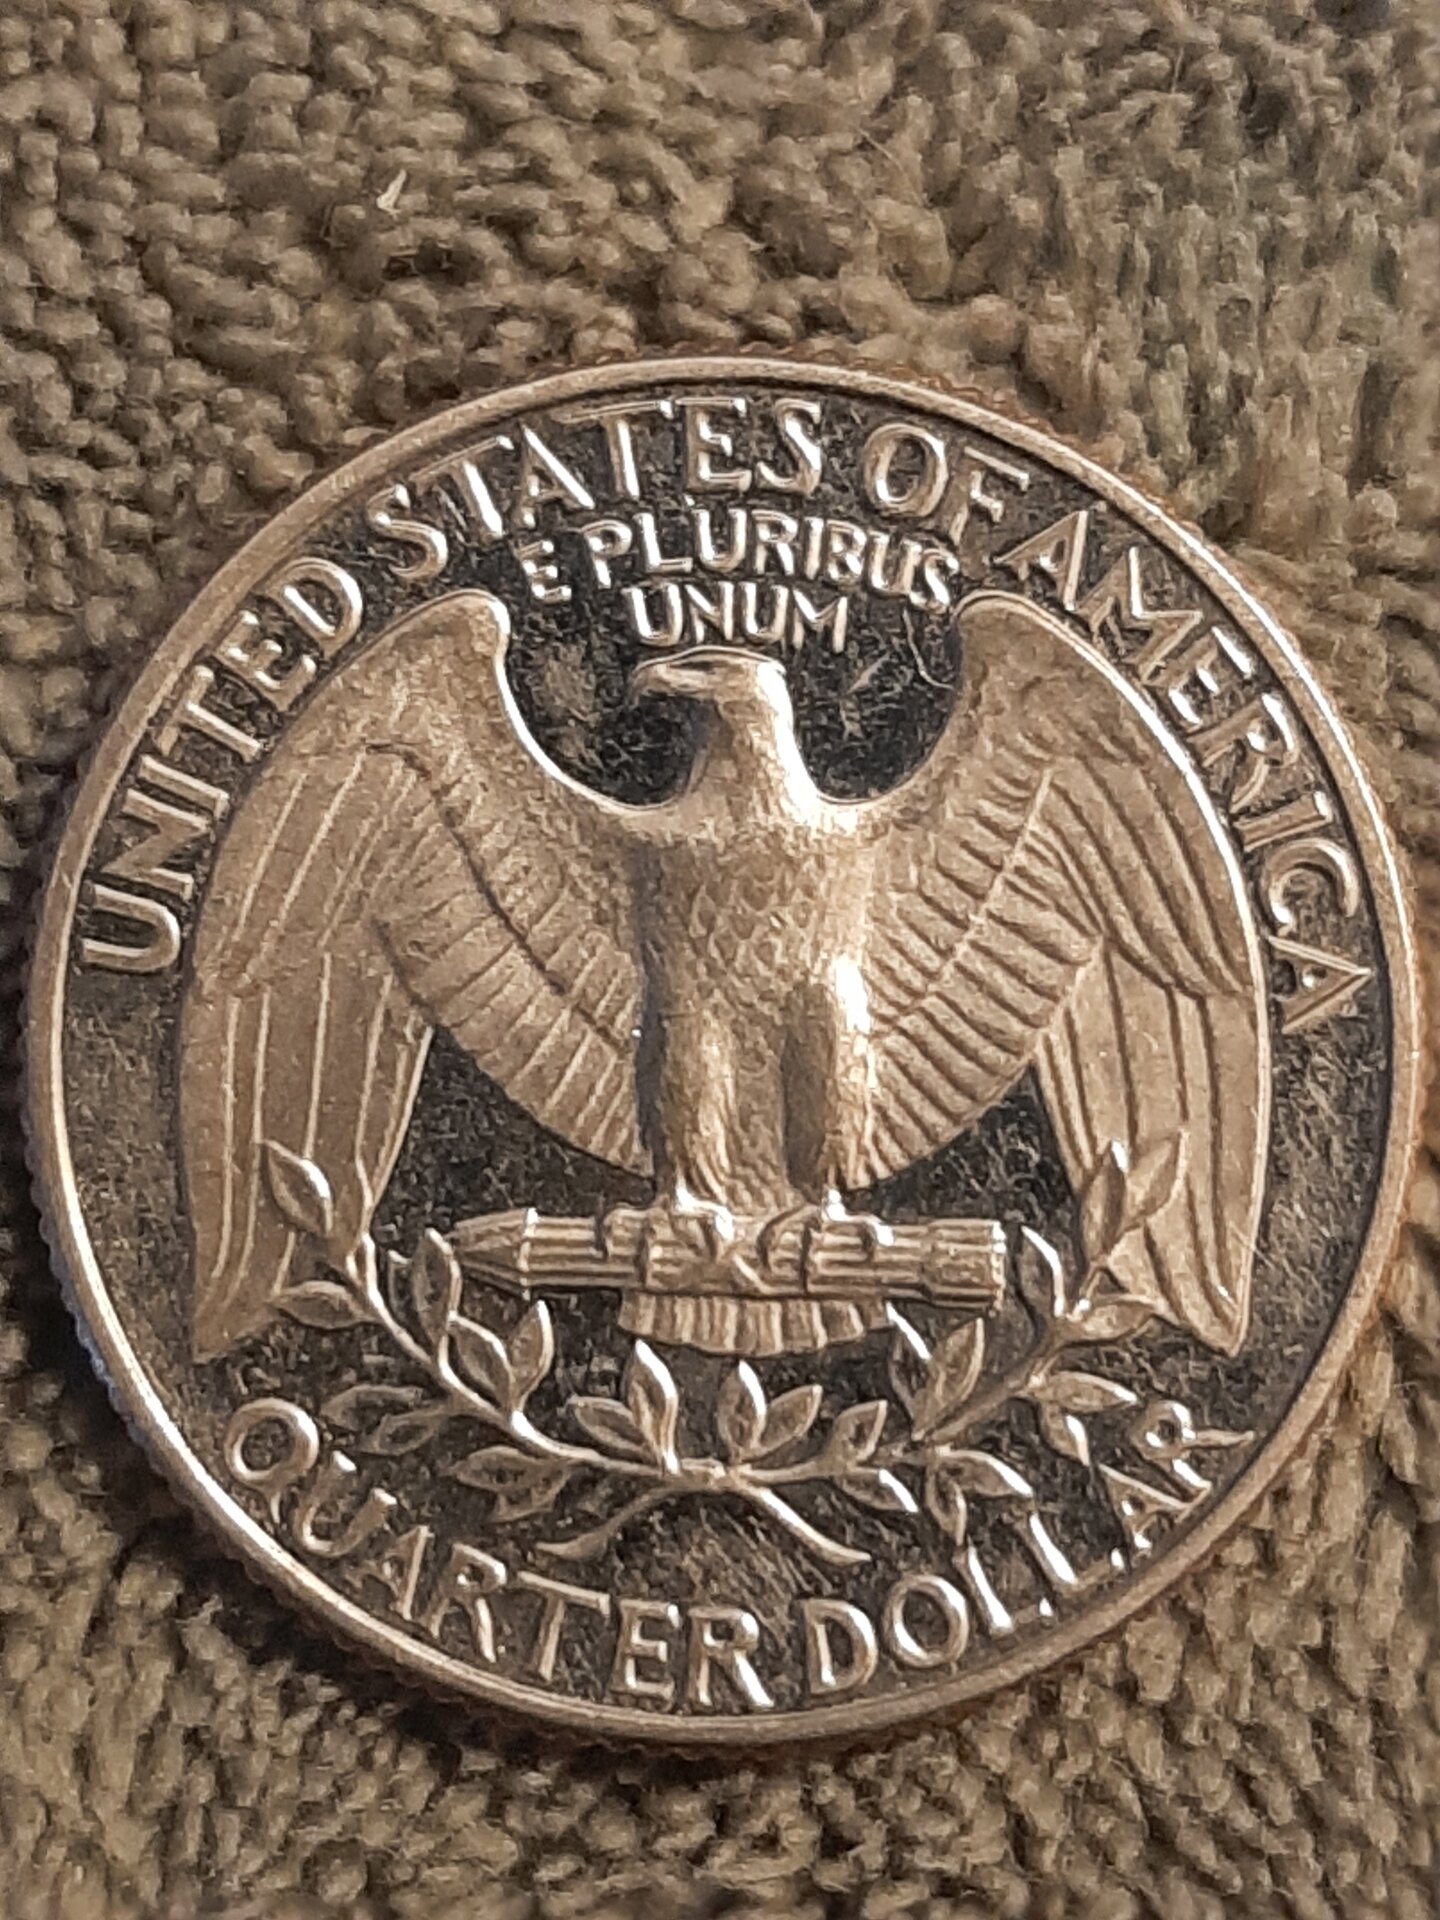 UNITED STATES OF AMERICA
E PLURIBUS
UNUM
QUARTER DOLLAR